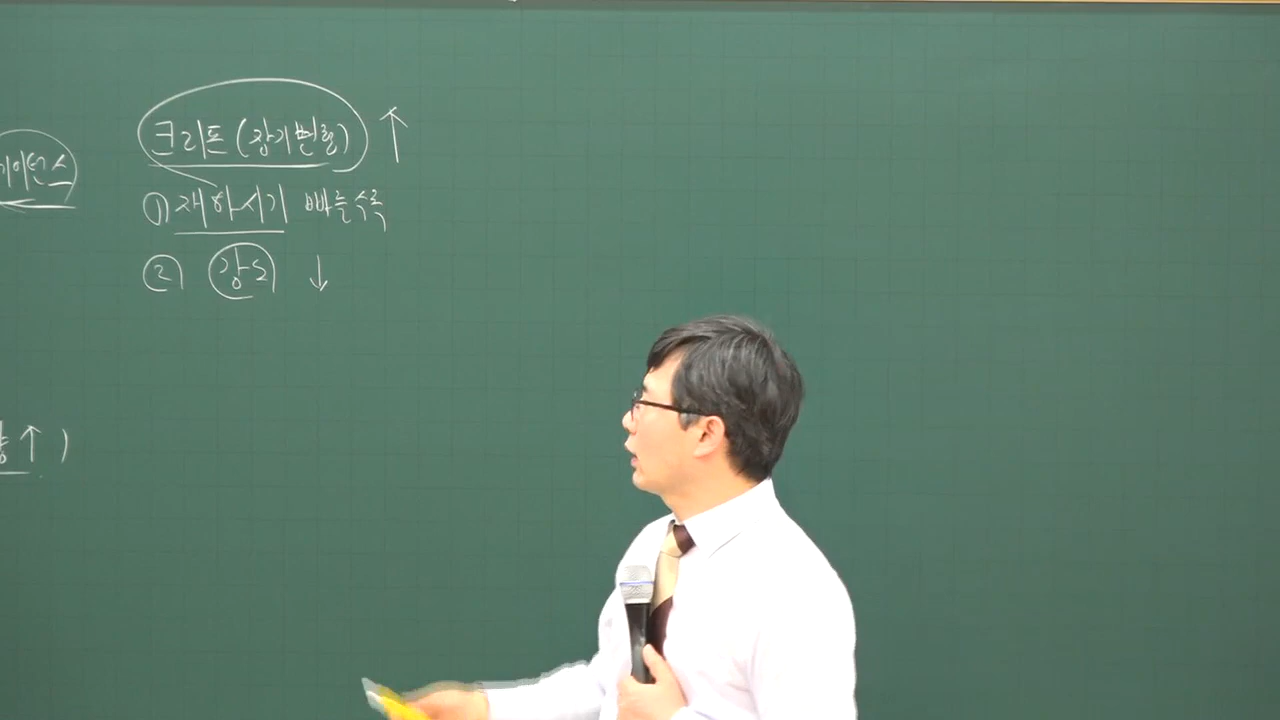 크리프 (장기변형) ↑
① 재하시기 빠를수록
② 강도 ↓
↑ )